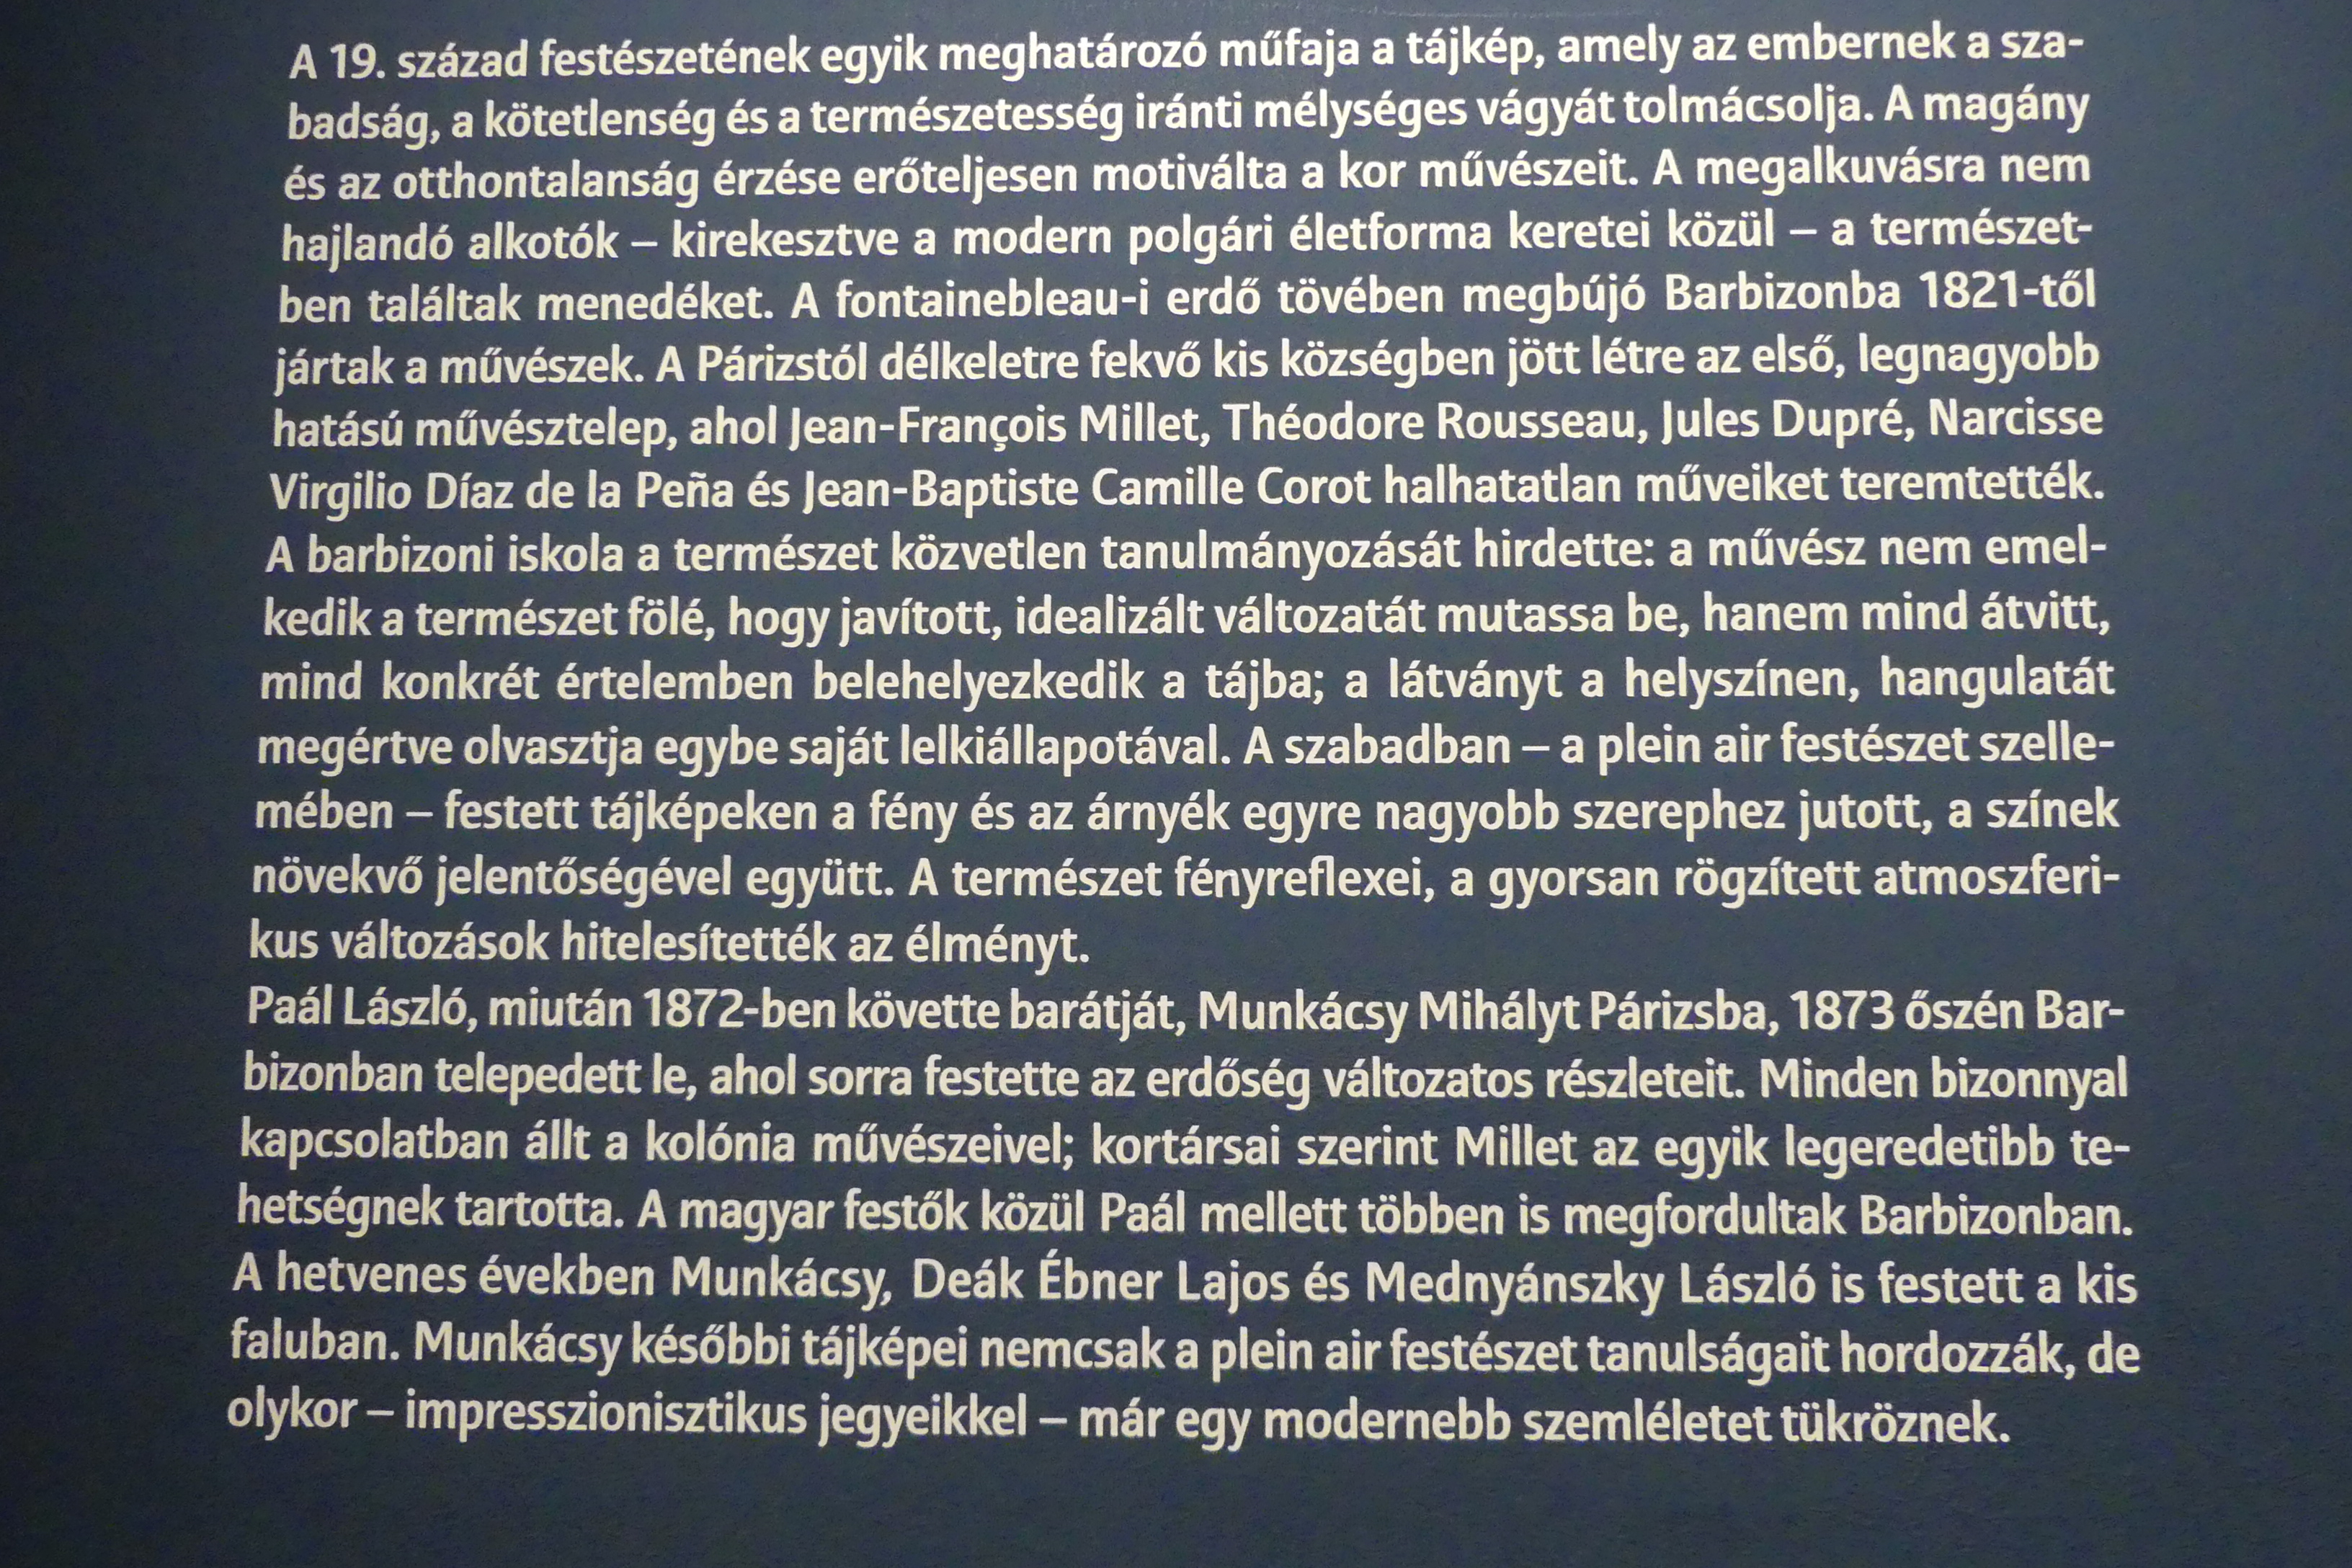 A 19. század festészetének egyik meghatározó műfaja a tájkép, amely az embernek a sza-
badság, a kötetlenség és a természetesség iránti mélységes vágyát tolmácsolja. A magány
és az otthontalanság érzése erőteljesen motiválta a kor művészeit. A megalkuvásra nem
hajlandó alkotók – kirekesztve a modern polgári életforma keretei közül – a természet-
ben találtak menedéket. A fontainebleau-i erdő tövében megbújó Barbizonba 1821-től
jártak a művészek. A Párizstól délkeletre fekvő kis községben jött létre az első, legnagyobb
hatású művésztelep, ahol Jean-François Millet, Théodore Rousseau, Jules Dupré, Narcisse
Virgilio Díaz de la Peña és Jean-Baptiste Camille Corot halhatatlan műveiket teremtették.
A barbizoni iskola a természet közvetlen tanulmányozását hirdette: a művész nem emel-
kedik a természet fölé, hogy javított, idealizált változatát mutassa be, hanem mind átvitt,
mind konkrét értelemben belehelyezkedik a tájba; a látványt a helyszínen, hangulatát
megértve olvasztja egybe saját lelkiállapotával. A szabadban – a plein air festészet szelle-
mében – festett tájképeken a fény és az árnyék egyre nagyobb szerephez jutott, a színek
növekvő jelentőségével együtt. A természet fényreflexei, a gyorsan rögzített atmoszferi-
kus változások hitelesítették az élményt.
Paál László, miután 1872-ben követte barátját, Munkácsy Mihályt Párizsba, 1873 őszén Bar-
bizonban telepedett le, ahol sorra festette az erdőség változatos részleteit. Minden bizonnyal
kapcsolatban állt a kolónia művészeivel; kortársai szerint Millet az egyik legeredetibb te-
hetségnek tartotta. A magyar festők közül Paál mellett többen is megfordultak Barbizonban.
A hetvenes években Munkácsy, Deák Ébner Lajos és Mednyánszky László is festett a kis
faluban. Munkácsy későbbi tájképei nemcsak a plein air festészet tanulságait hordozzák, de
olykor – impresszionisztikus jegyeikkel – már egy modernebb szemléletet tükröznek.